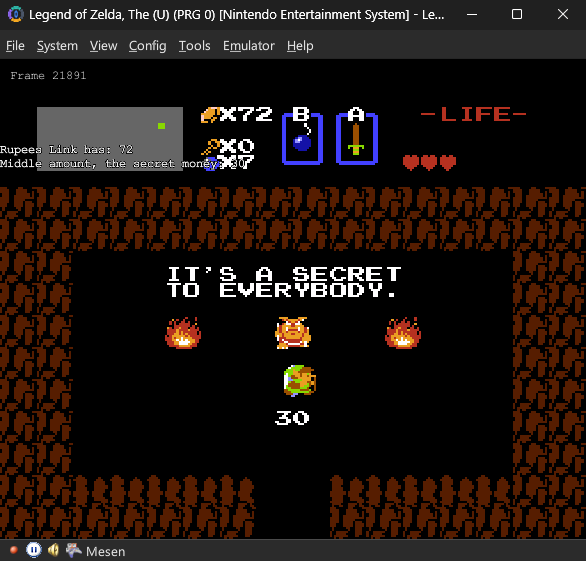 Legend of Zelda, The (U) (PRG 0) [Nintendo Entertainment System] - Le...
File System View Config Tools Emulator Help
Frame 21891
X72 B A -LIFE-
Rupees Link has: 72
X0
Middle amount, the secret money: 30
X7
IT'S A SECRET
TO EVERYBODY.
30
Mesen